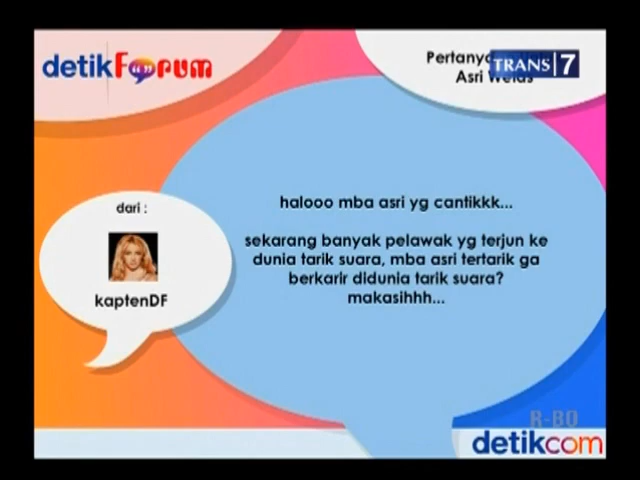 detikForum
Asri Welas
TRANS|7
dari :
kaptenDF
halooo mba asri yg cantikkk...
sekarang banyak pelawak yg terjun ke
dunia tarik suara, mba asri tertarik ga
berkarir didunia tarik suara?
makasihhh...
R-BO
detikcom